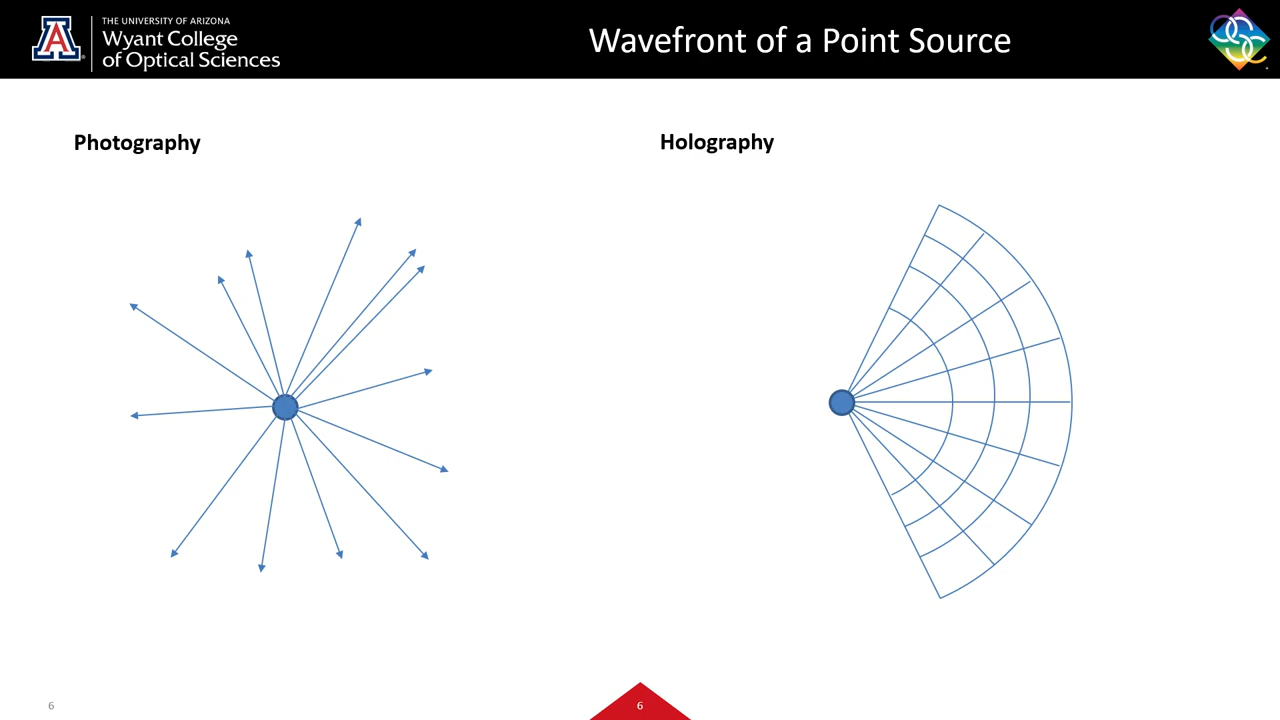 THE UNIVERSITY OF ARIZONA
Wyant College
of Optical Sciences
Wavefront of a Point Source
Photography
Holography
6
6